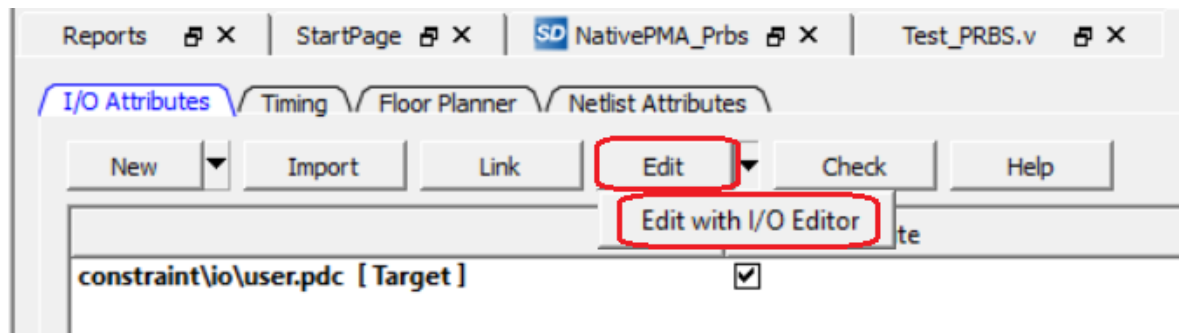 Reports StartPage SD NativePMA_Prbs Test_PRBS.v
I/O Attributes Timing Floor Planner Netlist Attributes
New Import Link Edit Check Help
Edit with I/O Editor te
constraint\io\user.pdc [ Target ]